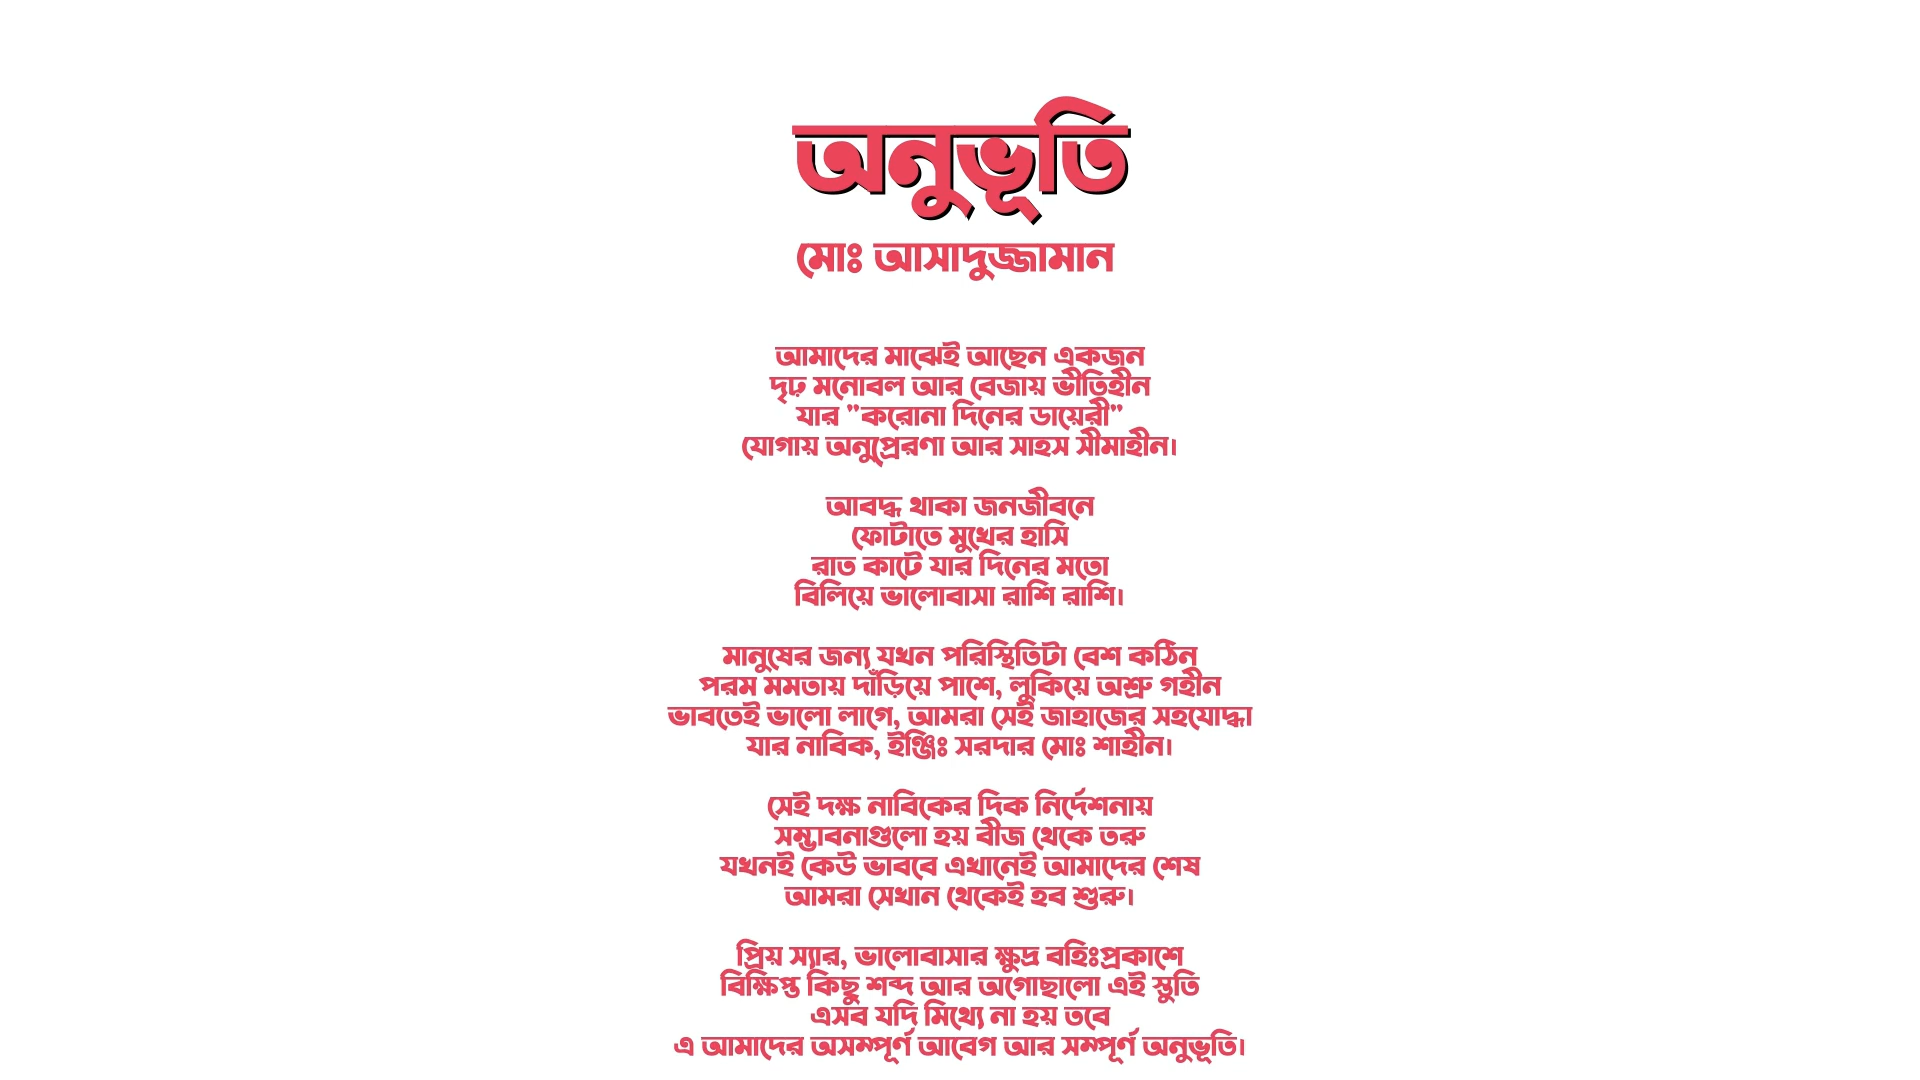 অনুভূতি
মোঃ আসাদুজ্জামান
আমাদের মাঝেই আছেন একজন
দৃঢ় মনোবল আর বেজায় ভীতিহীন
যার "করোনা দিনের ডায়েরী"
যোগায় অনুপ্রেরণা আর সাহস সীমাহীন।
আবদ্ধ থাকা জনজীবনে
ফোটাতে মুখের হাসি
রাত কাটে যার দিনের মতো
বিলিয়ে ভালোবাসা রাশি রাশি।
মানুষের জন্য যখন পরিস্থিতিটা বেশ কঠিন
পরম মমতায় দাঁড়িয়ে পাশে, লুকিয়ে অশ্রু গহীন
ভাবতেই ভালো লাগে, আমরা সেই জাহাজের সহযোদ্ধা
যার নাবিক, ইঞ্জিঃ সরদার মোঃ শাহীন।
সেই দক্ষ নাবিকের দিক নির্দেশনায়
সম্ভাবনাগুলো হয় বীজ থেকে তরু
যখনই কেউ ভাববে এখানেই আমাদের শেষ
আমরা সেখান থেকেই হব শুরু।
প্রিয় স্যার, ভালোবাসার ক্ষুদ্র বহিঃপ্রকাশে
বিক্ষিপ্ত কিছু শব্দ আর অগোছালো এই স্তুতি
এসব যদি মিথ্যে না হয় তবে
এ আমাদের অসম্পূর্ণ আবেগ আর সম্পূর্ণ অনুভূতি।